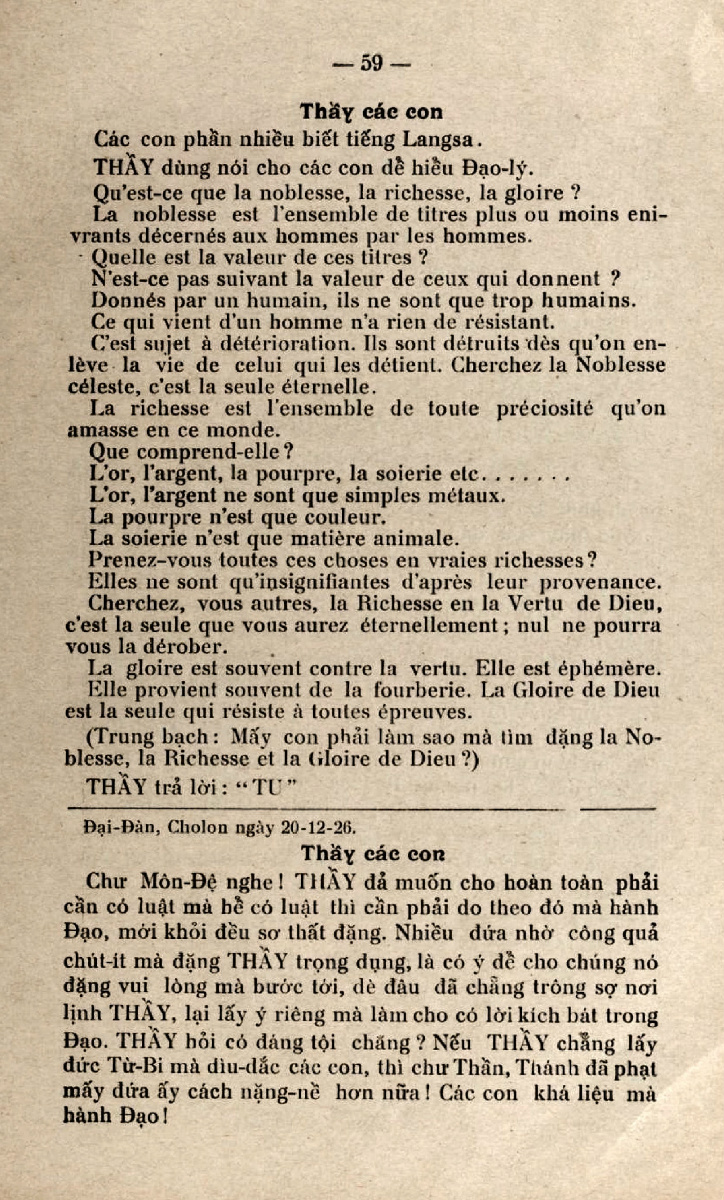 — 59 —
Thầy các con
Các con phần nhiều biết tiếng Langsa.
THẦY dùng nói cho các con dễ hiểu Đạo-lý.
Qu'est-ce que la noblesse, la richesse, la gloire ?
La noblesse est l'ensemble de titres plus ou moins eni-
vrants décernés aux hommes par les hommes.
Quelle est la valeur de ces titres ?
N'est-ce pas suivant la valeur de ceux qui donnent ?
Donnés par un humain, ils ne sont que trop humains.
Ce qui vient d'un homme n'a rien de résistant.
C'est sujet à détérioration. Ils sont détruits dès qu'on en-
lève la vie de celui qui les détient. Cherchez la Noblesse
céleste, c'est la seule éternelle.
La richesse est l'ensemble de toute préciosité qu'on
amasse en ce monde.
Que comprend-elle ?
L'or, l'argent, la pourpre, la soierie etc. . . . . . .
L'or, l'argent ne sont que simples métaux.
La pourpre n'est que couleur.
La soierie n'est que matière animale.
Prenez-vous toutes ces choses en vraies richesses ?
Elles ne sont qu'insignifiantes d'après leur provenance.
Cherchez, vous autres, la Richesse en la Vertu de Dieu,
c'est la seule que vous aurez éternellement ; nul ne pourra
vous la dérober.
La gloire est souvent contre la vertu. Elle est éphémère.
Elle provient souvent de la fourberie. La Gloire de Dieu
est la seule qui résiste à toutes épreuves.
(Trung bạch : Mấy con phải làm sao mà tìm dặng la No-
blesse, la Richesse et la Gloire de Dieu ?)
THẦY trả lời : “ TU ”
Đại-Đàn, Cholon ngày 20-12-26.
Thầy các con
Chư Môn-Đệ nghe ! THẦY đả muốn cho hoàn toàn phải
cần có luật mà hễ có luật thì cần phải do theo đó mà hành
Đạo, mới khỏi đều sơ thất đặng. Nhiều đứa nhờ công quả
chút-ít mà đặng THẦY trọng dụng, là có ý để cho chúng nó
đặng vui lòng mà bước tới, dè đâu đã chẳng trông sợ nơi
lịnh THẦY, lại lấy ý riêng mà làm cho có lời kích bát trong
Đạo. THẦY hỏi có đáng tội chăng ? Nếu THẦY chẳng lấy
đức Từ-Bi mà dìu-dắc các con, thì chư Thần, Thánh đã phạt
mấy đứa ấy cách nặng-nề hơn nữa ! Các con khá liệu mà
hành Đạo !